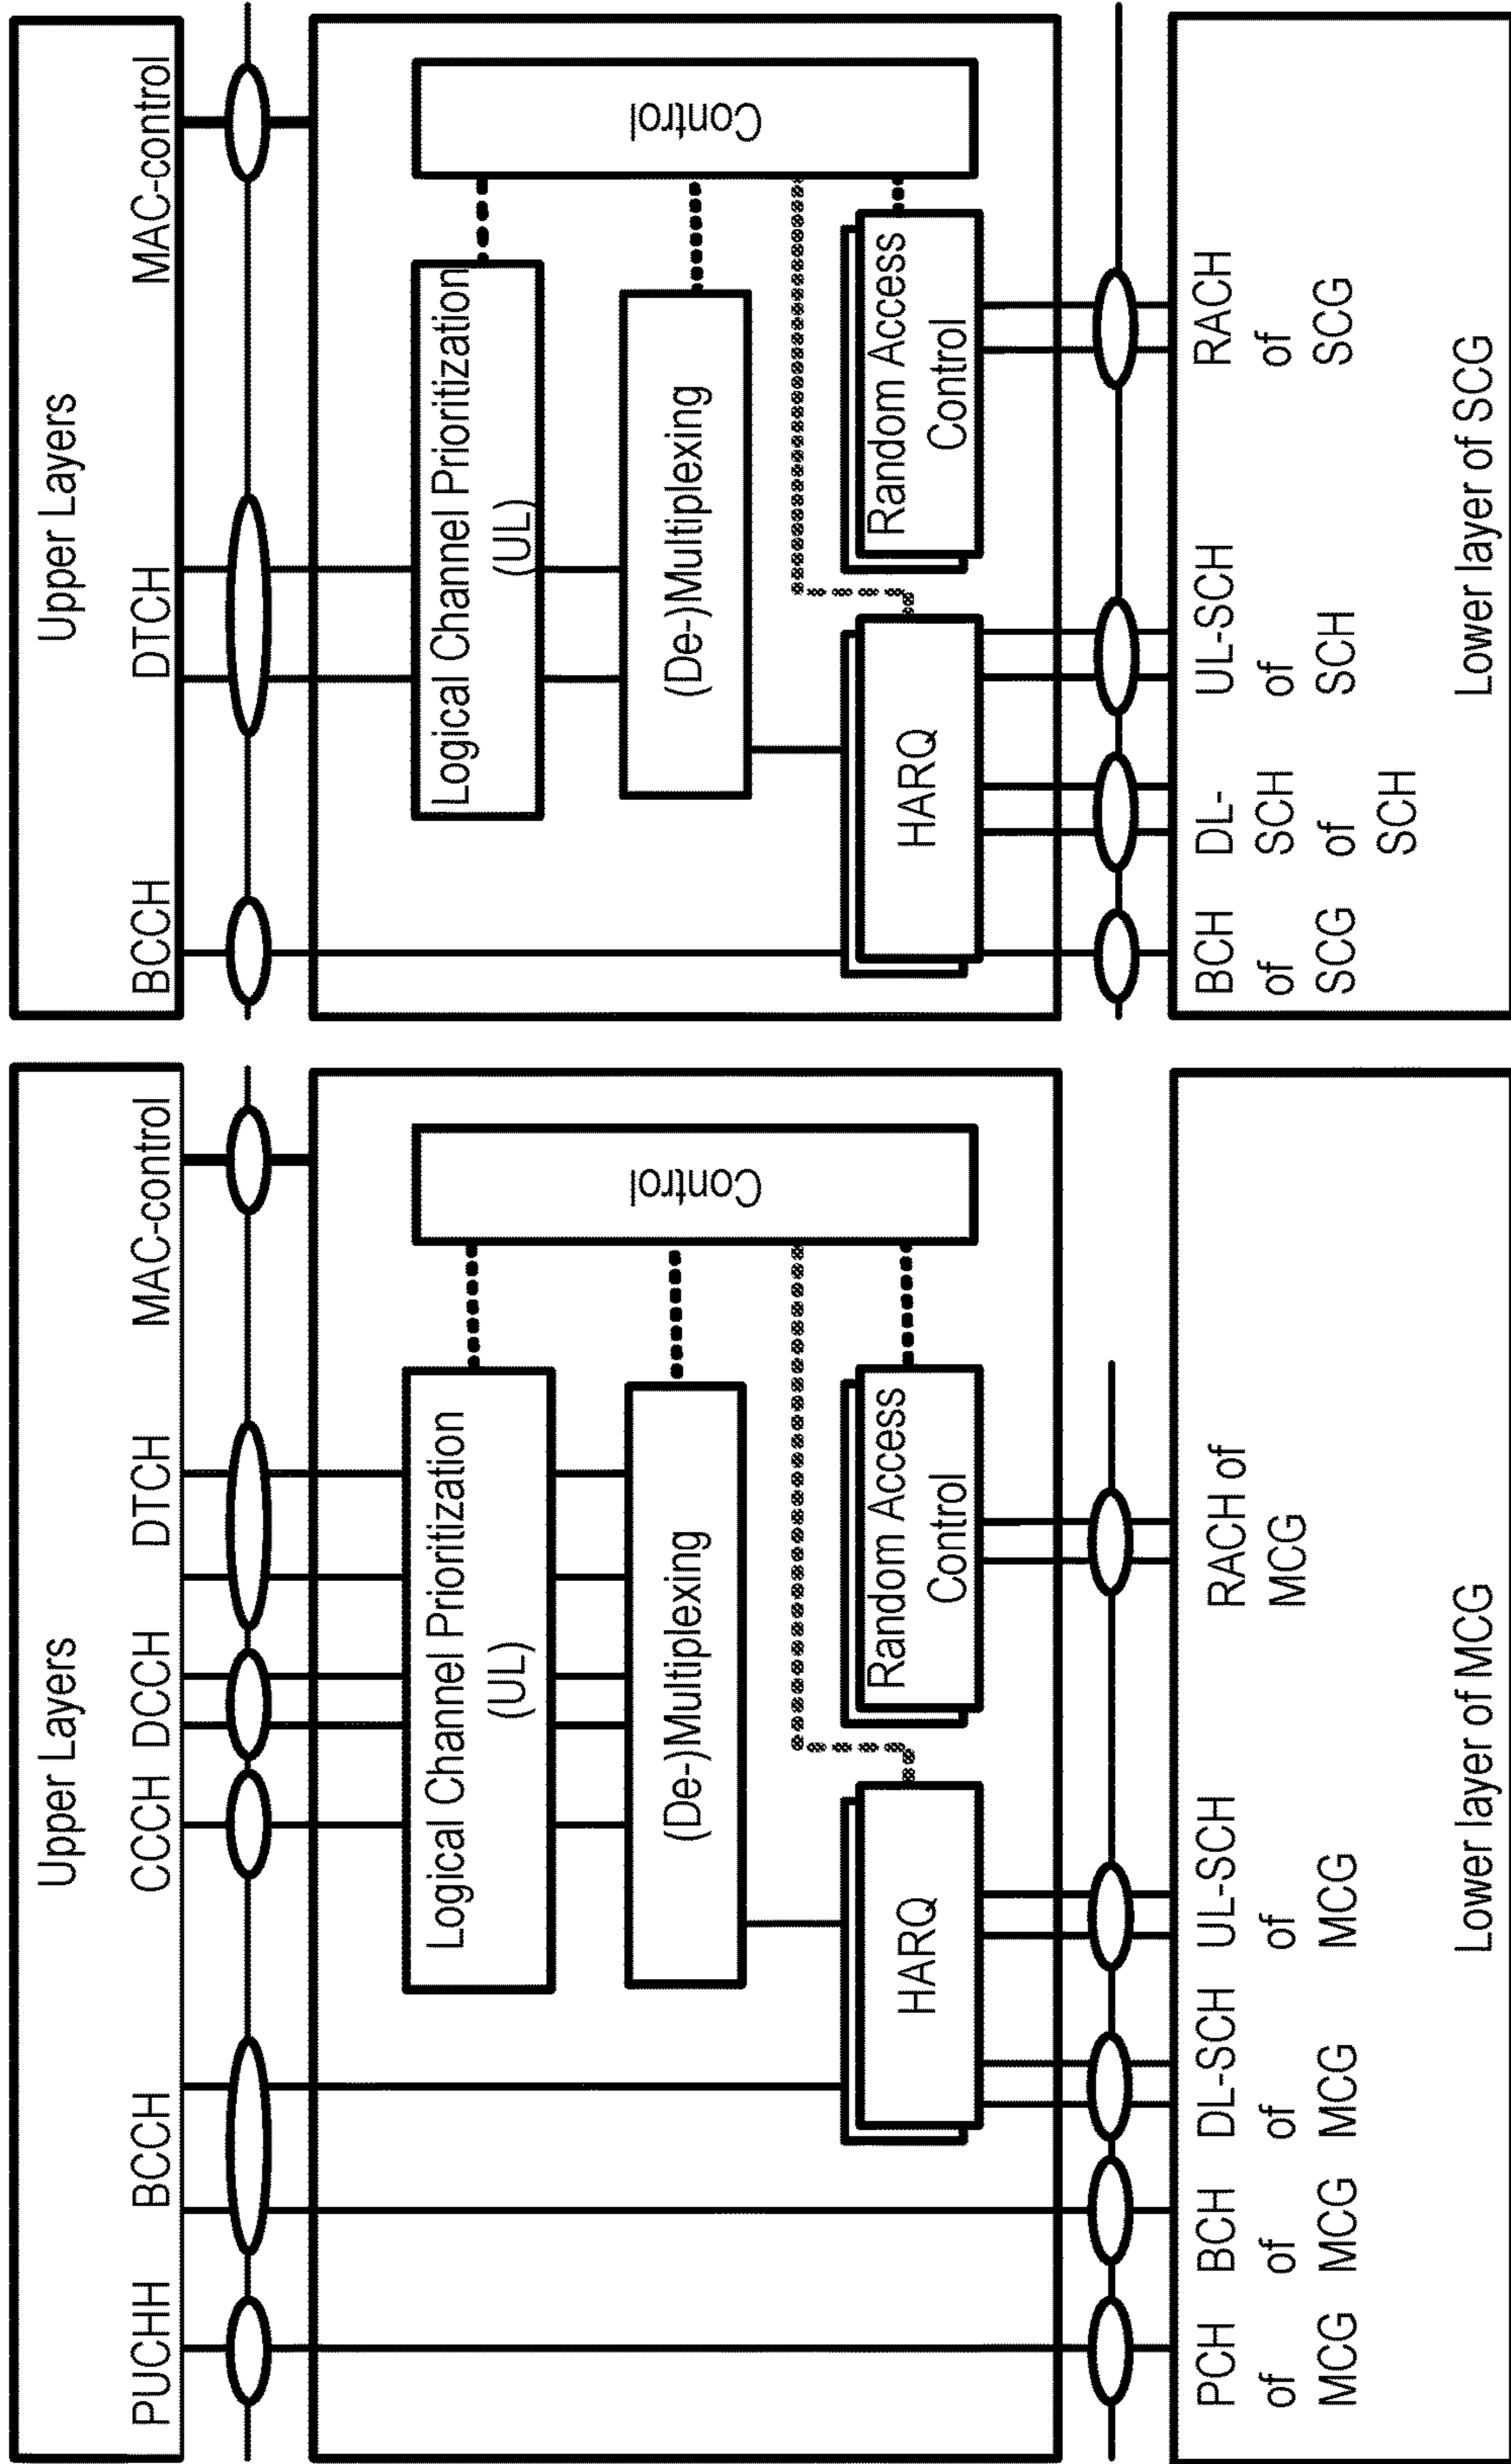 Upper Layers
PUCHH
BCCH
CCCH
DCCH
DTCH
MAC-control
Logical Channel Prioritization
(UL)
(De-)Multiplexing
HARQ
Random Access
Control
Control
PCH
of
MCG
BCH
of
MCG
DL-SCH
of
MCG
UL-SCH
of
MCG
RACH of
MCG
Lower layer of MCG
Upper Layers
BCCH
DTCH
MAC-control
Logical Channel Prioritization
(UL)
(De-)Multiplexing
HARQ
Random Access
Control
Control
BCH
of
SCG
DL-
SCH
of
SCH
UL-SCH
of
SCH
RACH
of
SCG
Lower layer of SCG